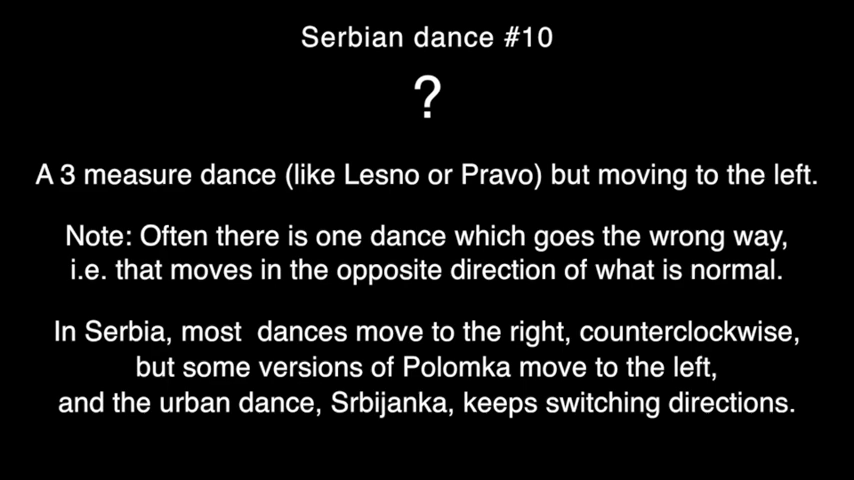 Serbian dance #10
?
A 3 measure dance (like Lesno or Pravo) but moving to the left.
Note: Often there is one dance which goes the wrong way,
i.e. that moves in the opposite direction of what is normal.
In Serbia, most  dances move to the right, counterclockwise,
but some versions of Polomka move to the left,
and the urban dance, Srbijanka, keeps switching directions.